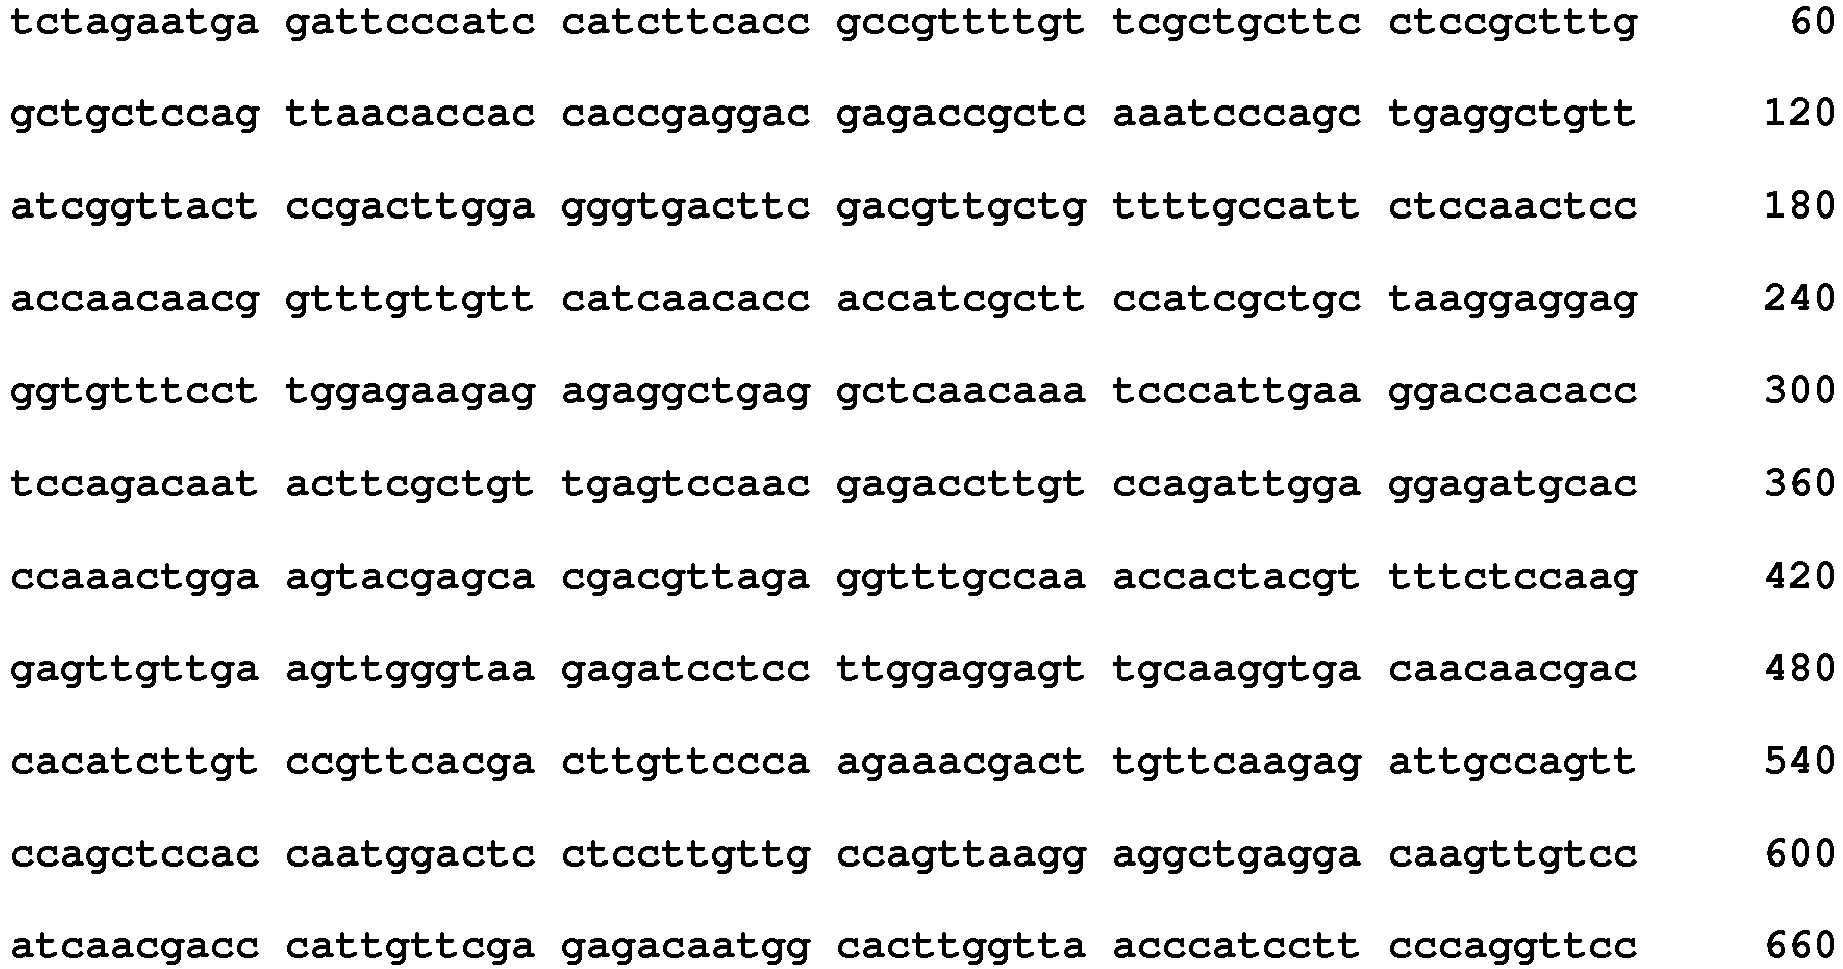 tctagaatga gattcccatc catcttcacc gccgttttgt tcgctgcttc ctccgctttg 60
gctgctccag ttaacaccac caccgaggac gagaccgctc aaatcccagc tgaggctgtt 120
atcggttact ccgacttgga gggtgacttc gacgttgctg ttttgccatt ctccaactcc 180
accaacaacg gtttgttgtt catcaacacc accatcgctt ccatcgctgc taaggaggag 240
ggtgtttcct tggagaagag agaggctgag gctcaacaaa tcccattgaa ggaccacacc 300
tccagacaat acttcgctgt tgagtccaac gagaccttgt ccagattgga ggagatgcac 360
ccaaactgga agtacgagca cgacgttaga ggtttgccaa accactacgt tttctccaag 420
gagttgttga agttgggtaa gagatcctcc ttggaggagt tgcaaggtga caacaacgac 480
cacatcttgt ccgttcacga cttgttccca agaaacgact tgttcaagag attgccagtt 540
ccagctccac caatggactc ctccttgttg ccagttaagg aggctgagga caagttgtcc 600
atcaacgacc cattgttcga gagacaatgg cacttggtta acccatcctt cccaggttcc 660